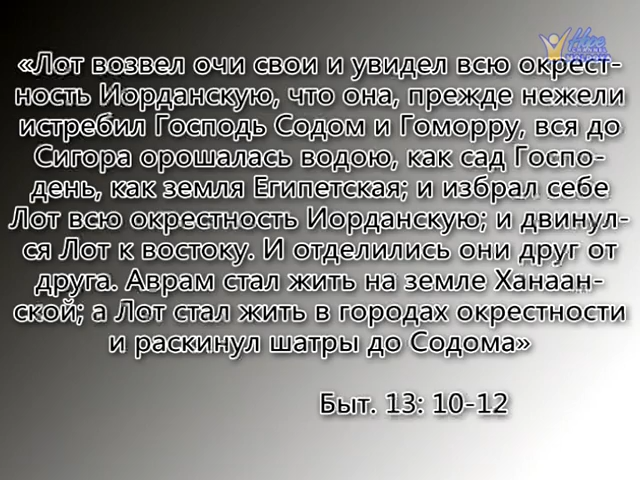 Hope
CHANNEL
«Лот возвел очи свои и увидел всю окрест-
ность Иорданскую, что она, прежде нежели
истребил Господь Содом и Гоморру, вся до
Сигора орошалась водою, как сад Госпо-
день, как земля Египетская; и избрал себе
Лот всю окрестность Иорданскую; и двинул-
ся Лот к востоку. И отделились они друг от
друга. Аврам стал жить на земле Ханаан-
ской; а Лот стал жить в городах окрестности
и раскинул шатры до Содома»
Быт. 13: 10-12